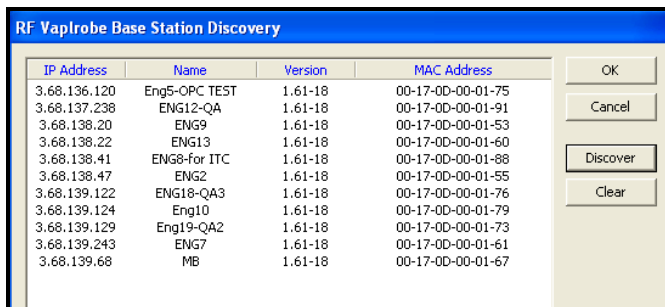 RF VapIrobe Base Station Discovery
IP Address Name Version MAC Address
3.68.136.120 Eng5-OPC TEST 1.61-18 00-17-0D-00-01-75
3.68.137.238 ENG12-QA 1.61-18 00-17-0D-00-01-91
3.68.138.20 ENG9 1.61-18 00-17-0D-00-01-53
3.68.138.22 ENG13 1.61-18 00-17-0D-00-01-60
3.68.138.41 ENG8-for ITC 1.61-18 00-17-0D-00-01-88
3.68.138.47 ENG2 1.61-18 00-17-0D-00-01-55
3.68.139.122 ENG18-QA3 1.61-18 00-17-0D-00-01-76
3.68.139.124 Eng10 1.61-18 00-17-0D-00-01-79
3.68.139.129 Eng19-QA2 1.61-18 00-17-0D-00-01-73
3.68.139.243 ENG7 1.61-18 00-17-0D-00-01-61
3.68.139.68 MB 1.61-18 00-17-0D-00-01-67
OK
Cancel
Discover
Clear